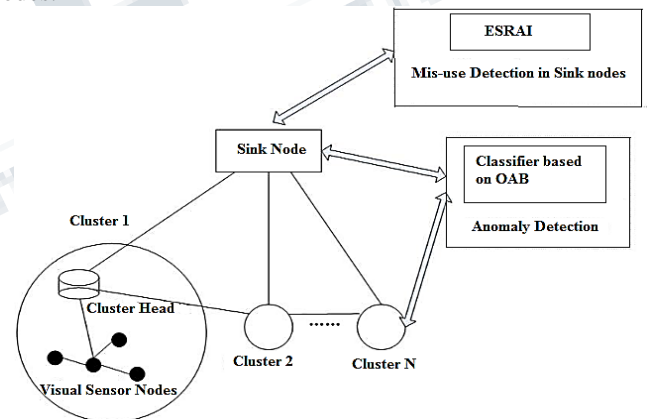 ESRAI
Mis-use Detection in Sink nodes
Sink Node
Classifier based
on OAB
Anomaly Detection
Cluster 1
Cluster Head
Visual Sensor Nodes
......
Cluster 2
Cluster N